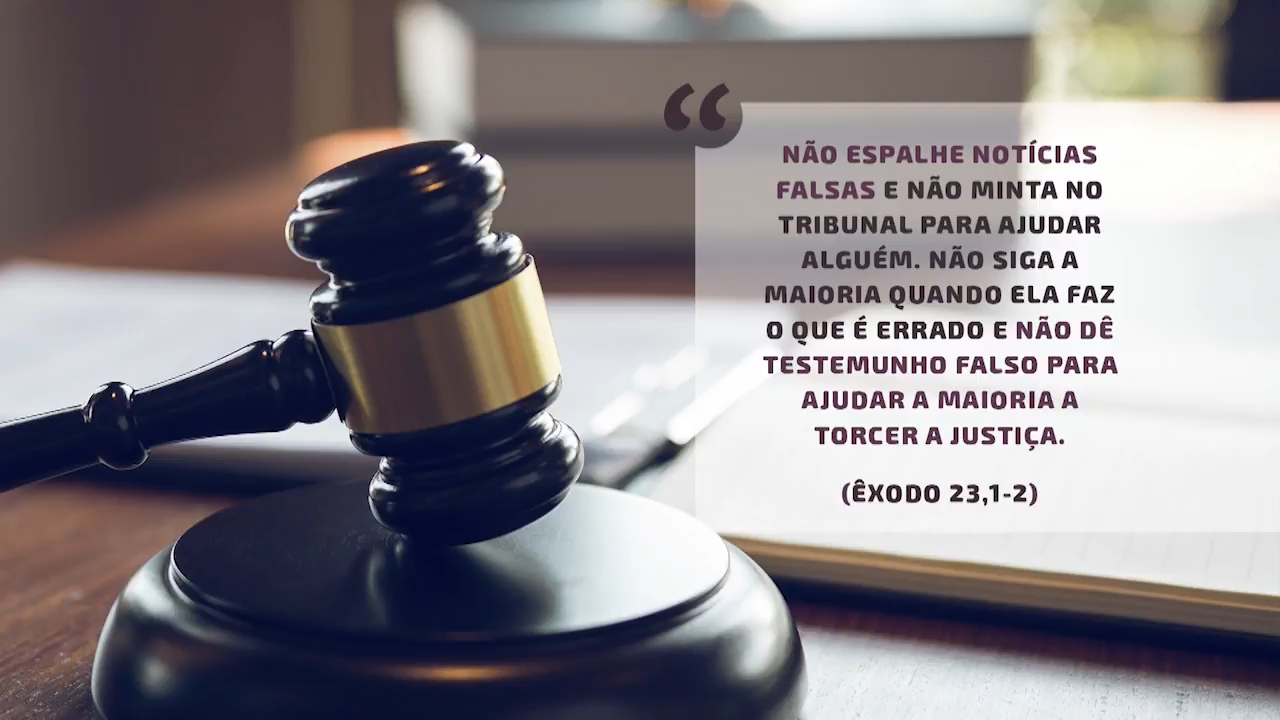 “
NÃO ESPALHE NOTÍCIAS
FALSAS E NÃO MINTA NO
TRIBUNAL PARA AJUDAR
ALGUÉM. NÃO SIGA A
MAIORIA QUANDO ELA FAZ
O QUE É ERRADO E NÃO DÊ
TESTEMUNHO FALSO PARA
AJUDAR A MAIORIA A
TORCER A JUSTIÇA.
(ÊXODO 23,1-2)